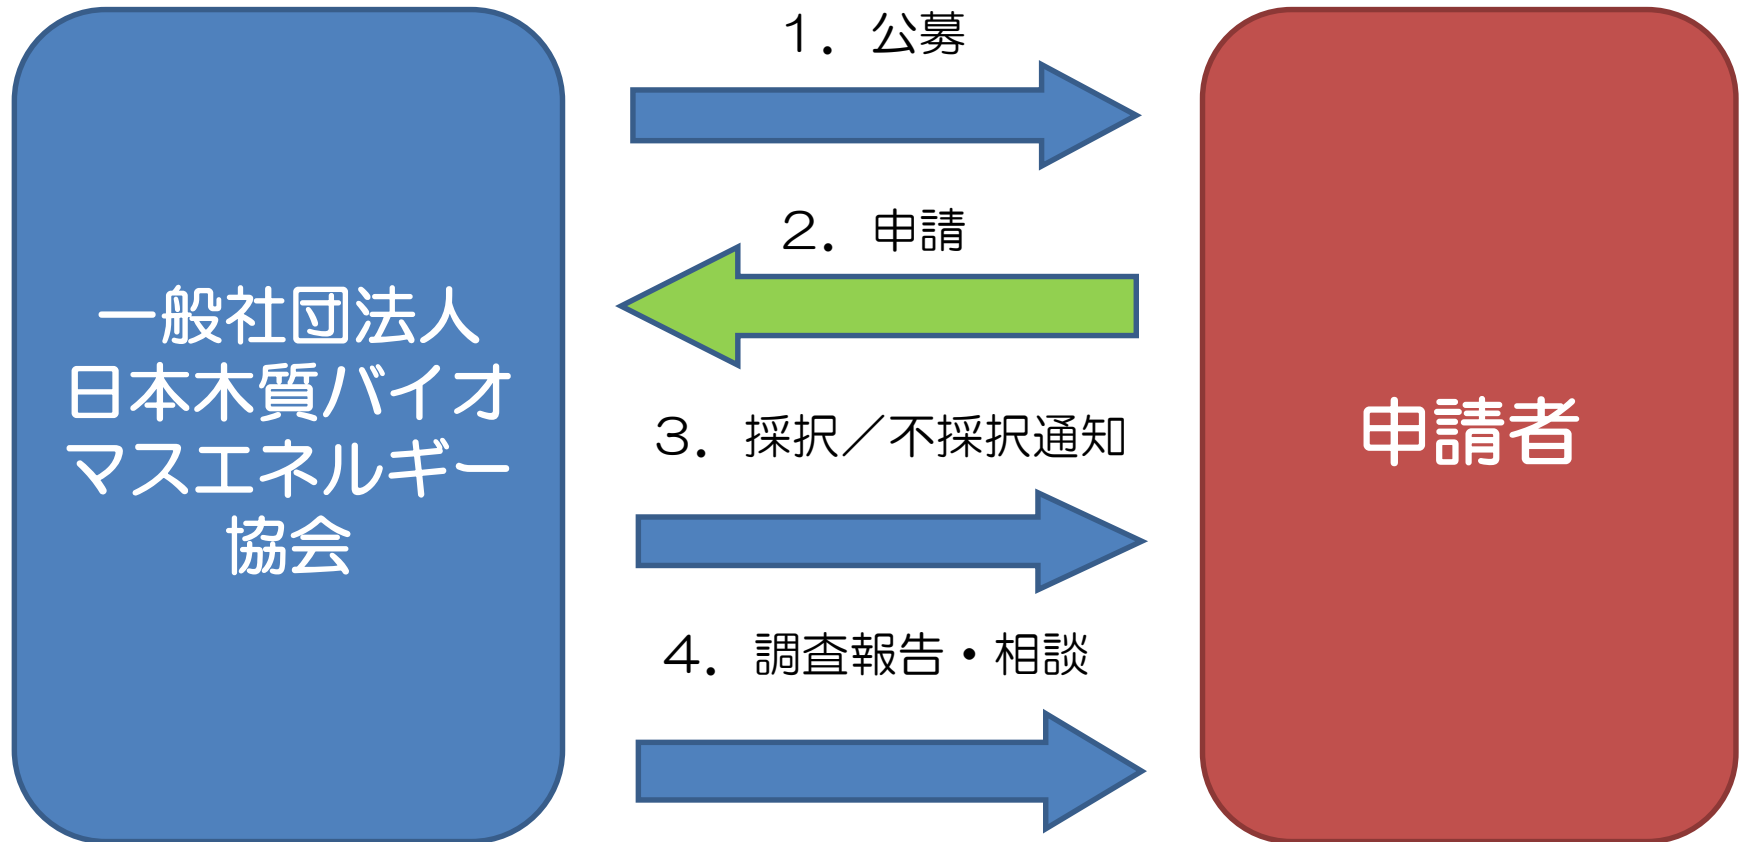 1．公募
2．申請
一般社団法人
日本木質バイオ
マスエネルギー
協会
3．採択／不採択通知
申請者
4．調査報告・相談